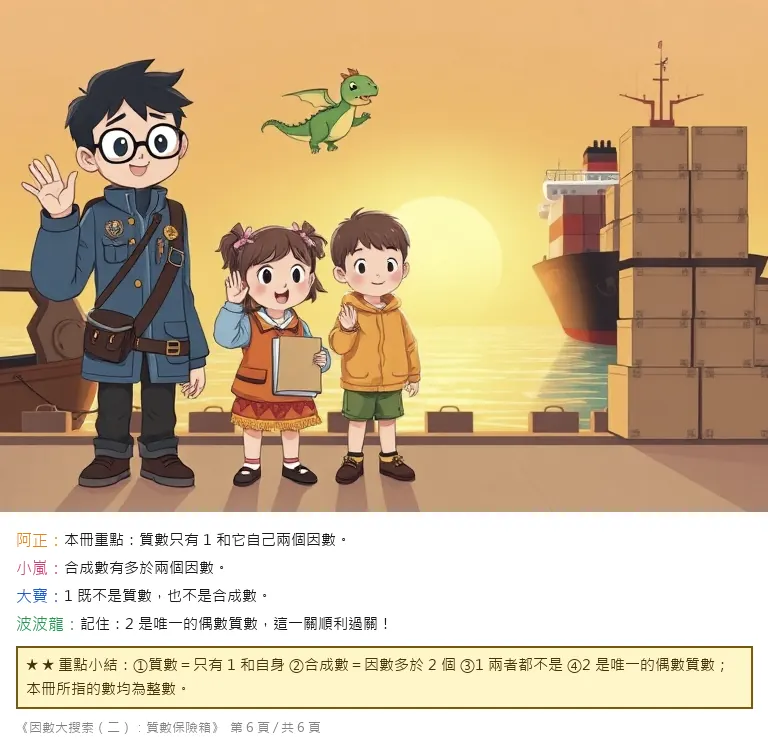 阿正：本冊重點：質數只有 1 和它自己兩個因數。
小嵐：合成數有多於兩個因數。
大寶：1 既不是質數，也不是合成數。
波波龍：記住：2 是唯一的偶數質數，這一關順利過關！
★★ 重點小結：①質數＝只有 1 和自身 ②合成數＝因數多於 2 個 ③1 兩者都不是 ④2 是唯一的偶數質數；
本冊所指的數均為整數。
《因數大搜索（二）：質數保險箱》 第 6 頁 / 共 6 頁